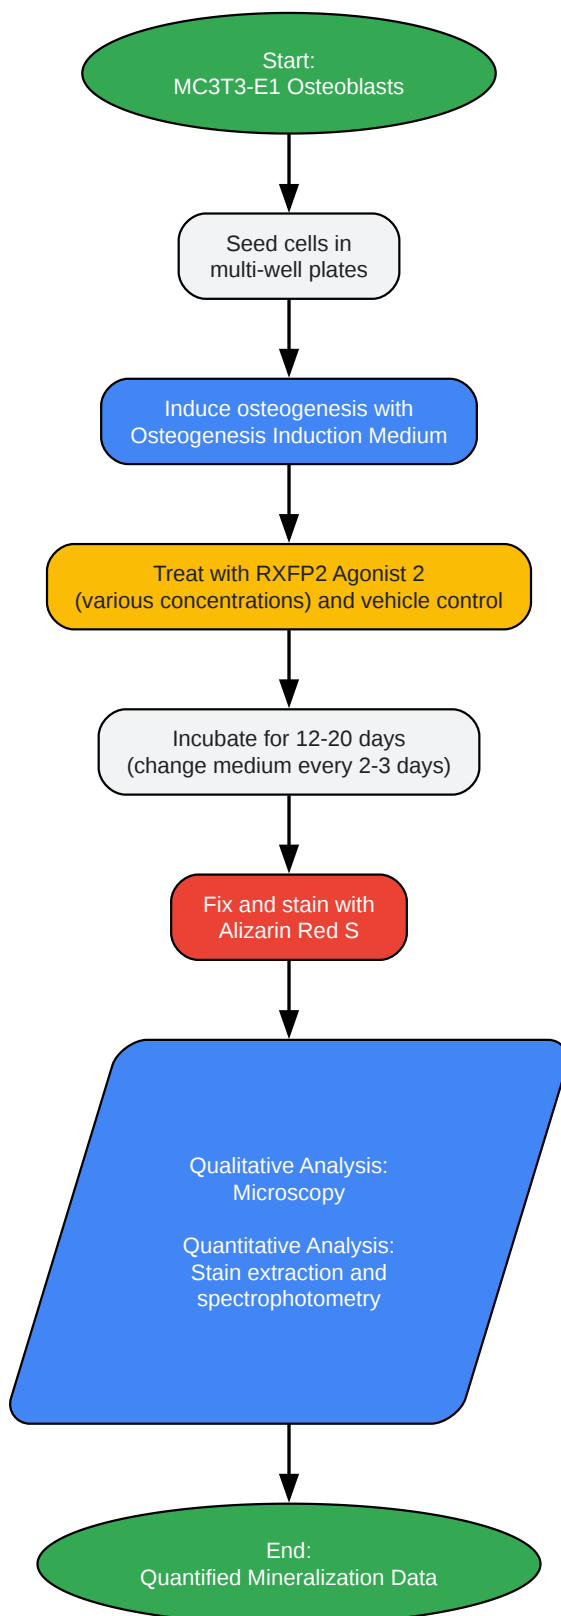 Start:
MC3T3-E1 Osteoblasts
Seed cells in
multi-well plates
Induce osteogenesis with
Osteogenesis Induction Medium
Treat with RXFP2 Agonist 2
(various concentrations) and vehicle control
Incubate for 12-20 days
(change medium every 2-3 days)
Fix and stain with
Alizarin Red S
Qualitative Analysis:
Microscopy
Quantitative Analysis:
Stain extraction and
spectrophotometry
End:
Quantified Mineralization Data